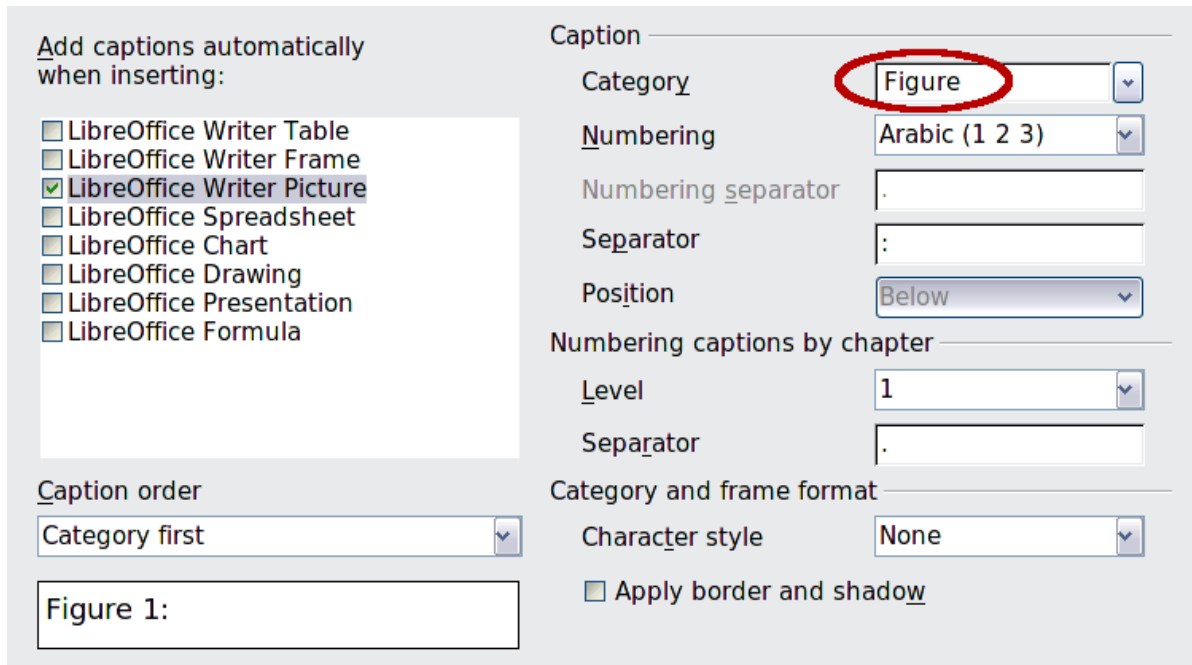 Add captions automatically
when inserting:
LibreOffice Writer Table
LibreOffice Writer Frame
LibreOffice Writer Picture
LibreOffice Spreadsheet
LibreOffice Chart
LibreOffice Drawing
LibreOffice Presentation
LibreOffice Formula
Caption order
Category first
Figure 1:
Caption
Category Figure
Numbering Arabic (1 2 3)
Numbering separator .
Separator :
Position Below
Numbering captions by chapter
Level 1
Separator .
Category and frame format
Character style None
Apply border and shadow